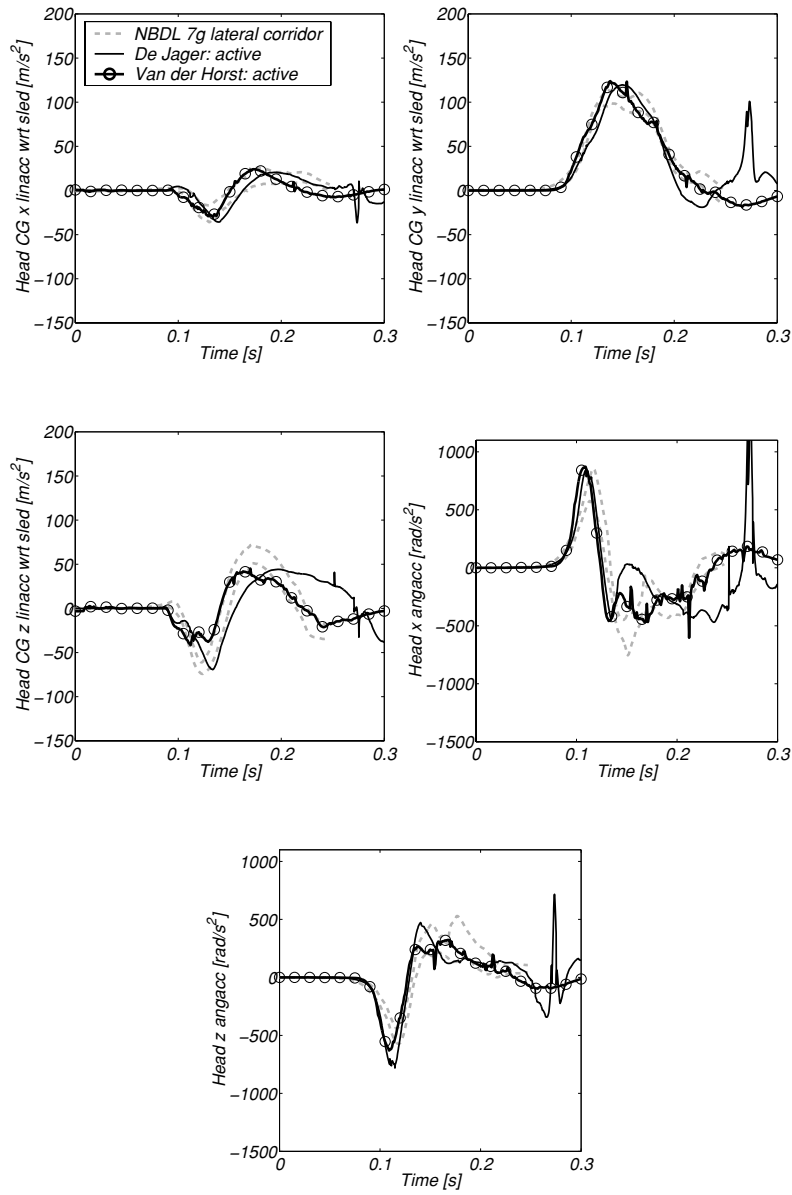 NBDL 7g lateral corridor
De Jager: active
Van der Horst: active
Head CG x linacc wrt sled [m/s²]
200
150
100
50
0
−50
−100
−150
0 0.1 0.2 0.3
Time [s]
Head CG y linacc wrt sled [m/s²]
200
150
100
50
0
−50
−100
−150
0 0.1 0.2 0.3
Time [s]
Head CG z linacc wrt sled [m/s²]
200
150
100
50
0
−50
−100
−150
0 0.1 0.2 0.3
Time [s]
Head x angacc [rad/s²]
1000
500
0
−500
−1000
−1500
0 0.1 0.2 0.3
Time [s]
Head z angacc [rad/s²]
1000
500
0
−500
−1000
−1500
0 0.1 0.2 0.3
Time [s]